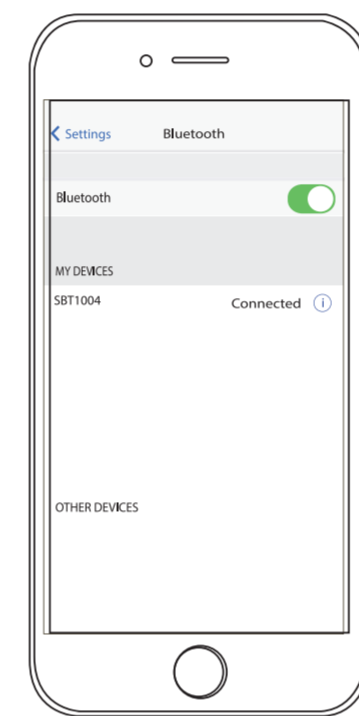 Settings Bluetooth
Bluetooth
MY DEVICES
SBT1004 Connected i
OTHER DEVICES